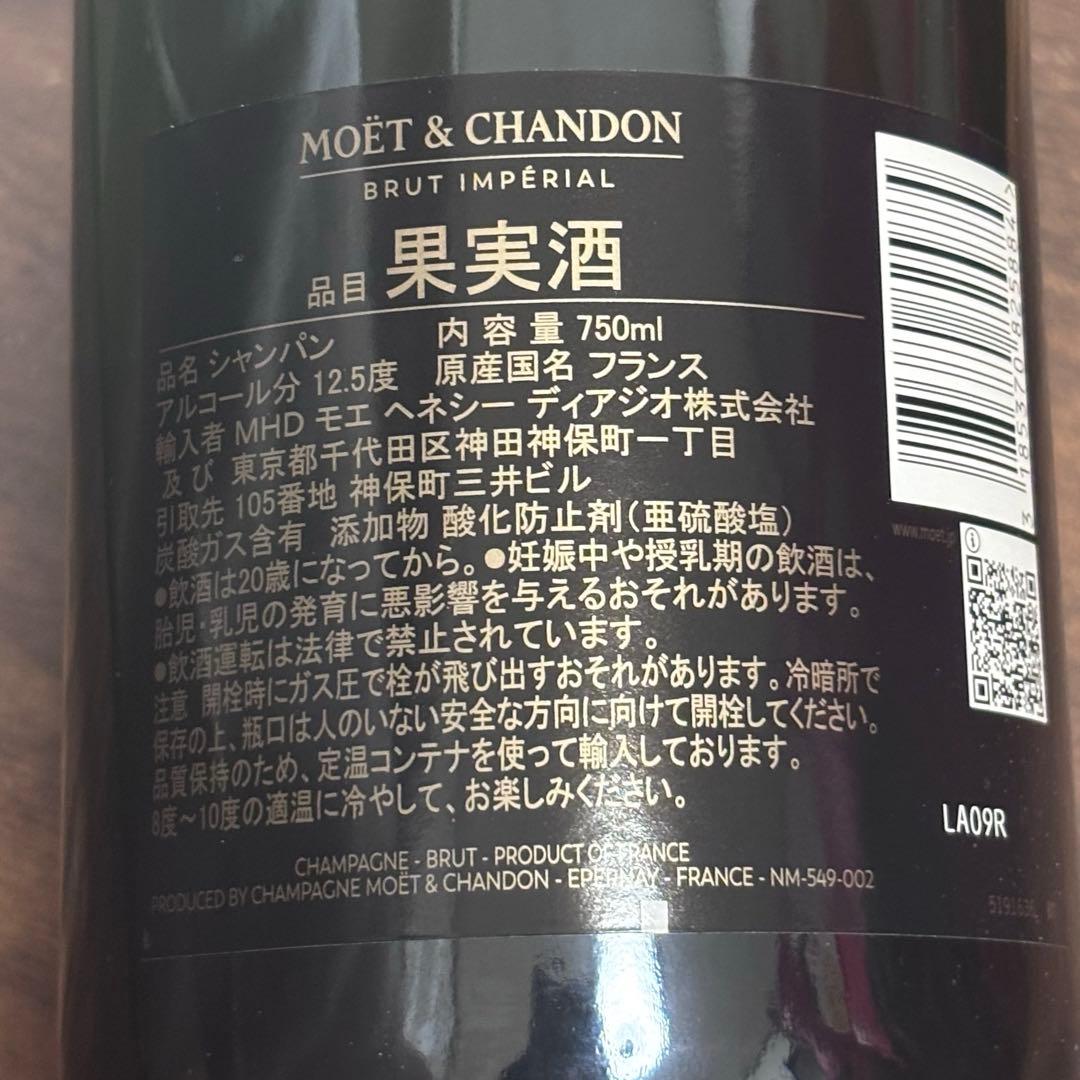 MOËT & CHANDON
BRUT IMPÉRIAL
品目 果実酒
品名 シャンパン 内容量 750ml
アルコール分 12.5度 原産国名 フランス
輸入者 MHD モエ ヘネシー ディアジオ株式会社
及び 東京都千代田区神田神保町一丁目
引取先 105番地 神保町三井ビル
炭酸ガス含有 添加物 酸化防止剤(亜硫酸塩)
●飲酒は20歳になってから。●妊娠中や授乳期の飲酒は、
胎児・乳児の発育に悪影響を与えるおそれがあります。
●飲酒運転は法律で禁止されています。
注意 開栓時にガス圧で栓が飛び出すおそれがあります。冷暗所で
保存の上、瓶口は人のいない安全な方向に向けて開栓してください。
品質保持のため、定温コンテナを使って輸入しております。
8度~10度の適温に冷やして、お楽しみください。
CHAMPAGNE - BRUT - PRODUCT OF FRANCE
PRODUCED BY CHAMPAGNE MOËT & CHANDON - EPERNAY - FRANCE - NM-549-002
www.moet.jp
LA09R